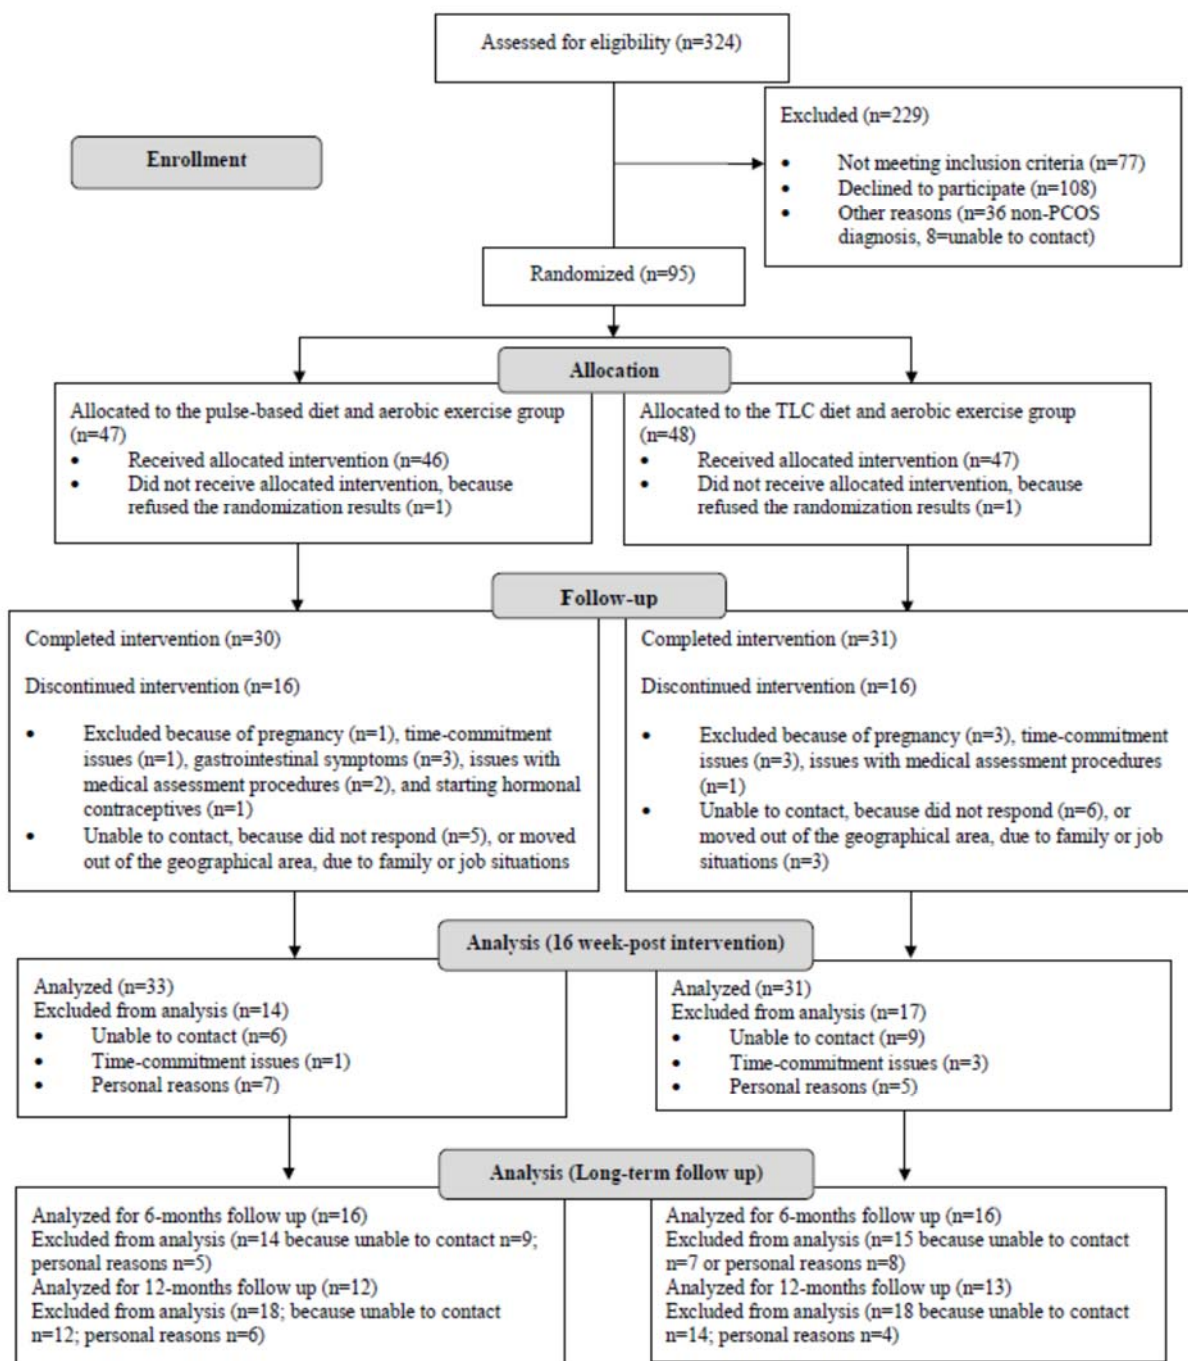 Assessed for eligibility (n=324)
Excluded (n=229)
• Not meeting inclusion criteria (n=77)
• Declined to participate (n=108)
• Other reasons (n=36 non-PCOS
diagnosis, 8=unable to contact)
Enrollment
Randomized (n=95)
Allocation
Allocated to the pulse-based diet and aerobic exercise group
(n=47)
• Received allocated intervention (n=46)
• Did not receive allocated intervention, because
refused the randomization results (n=1)
Allocated to the TLC diet and aerobic exercise group
(n=48)
• Received allocated intervention (n=47)
• Did not receive allocated intervention, because
refused the randomization results (n=1)
Follow-up
Completed intervention (n=30)
Discontinued intervention (n=16)
• Excluded because of pregnancy (n=1), time-commitment
issues (n=1), gastrointestinal symptoms (n=3), issues with
medical assessment procedures (n=2), and starting hormonal
contraceptives (n=1)
• Unable to contact, because did not respond (n=5), or moved
out of the geographical area, due to family or job situations
Completed intervention (n=31)
Discontinued intervention (n=16)
• Excluded because of pregnancy (n=3), time-commitment
issues (n=3), issues with medical assessment procedures
(n=1)
• Unable to contact, because did not respond (n=6), or
moved out of the geographical area, due to family or job
situations (n=3)
Analysis (16 week-post intervention)
Analyzed (n=33)
Excluded from analysis (n=14)
• Unable to contact (n=6)
• Time-commitment issues (n=1)
• Personal reasons (n=7)
Analyzed (n=31)
Excluded from analysis (n=17)
• Unable to contact (n=9)
• Time-commitment issues (n=3)
• Personal reasons (n=5)
Analysis (Long-term follow up)
Analyzed for 6-months follow up (n=16)
Excluded from analysis (n=14 because unable to contact n=9;
personal reasons n=5)
Analyzed for 12-months follow up (n=12)
Excluded from analysis (n=18; because unable to contact
n=12; personal reasons n=6)
Analyzed for 6-months follow up (n=16)
Excluded from analysis (n=15 because unable to contact
n=7 or personal reasons n=8)
Analyzed for 12-months follow up (n=13)
Excluded from analysis (n=18 because unable to contact
n=14; personal reasons n=4)